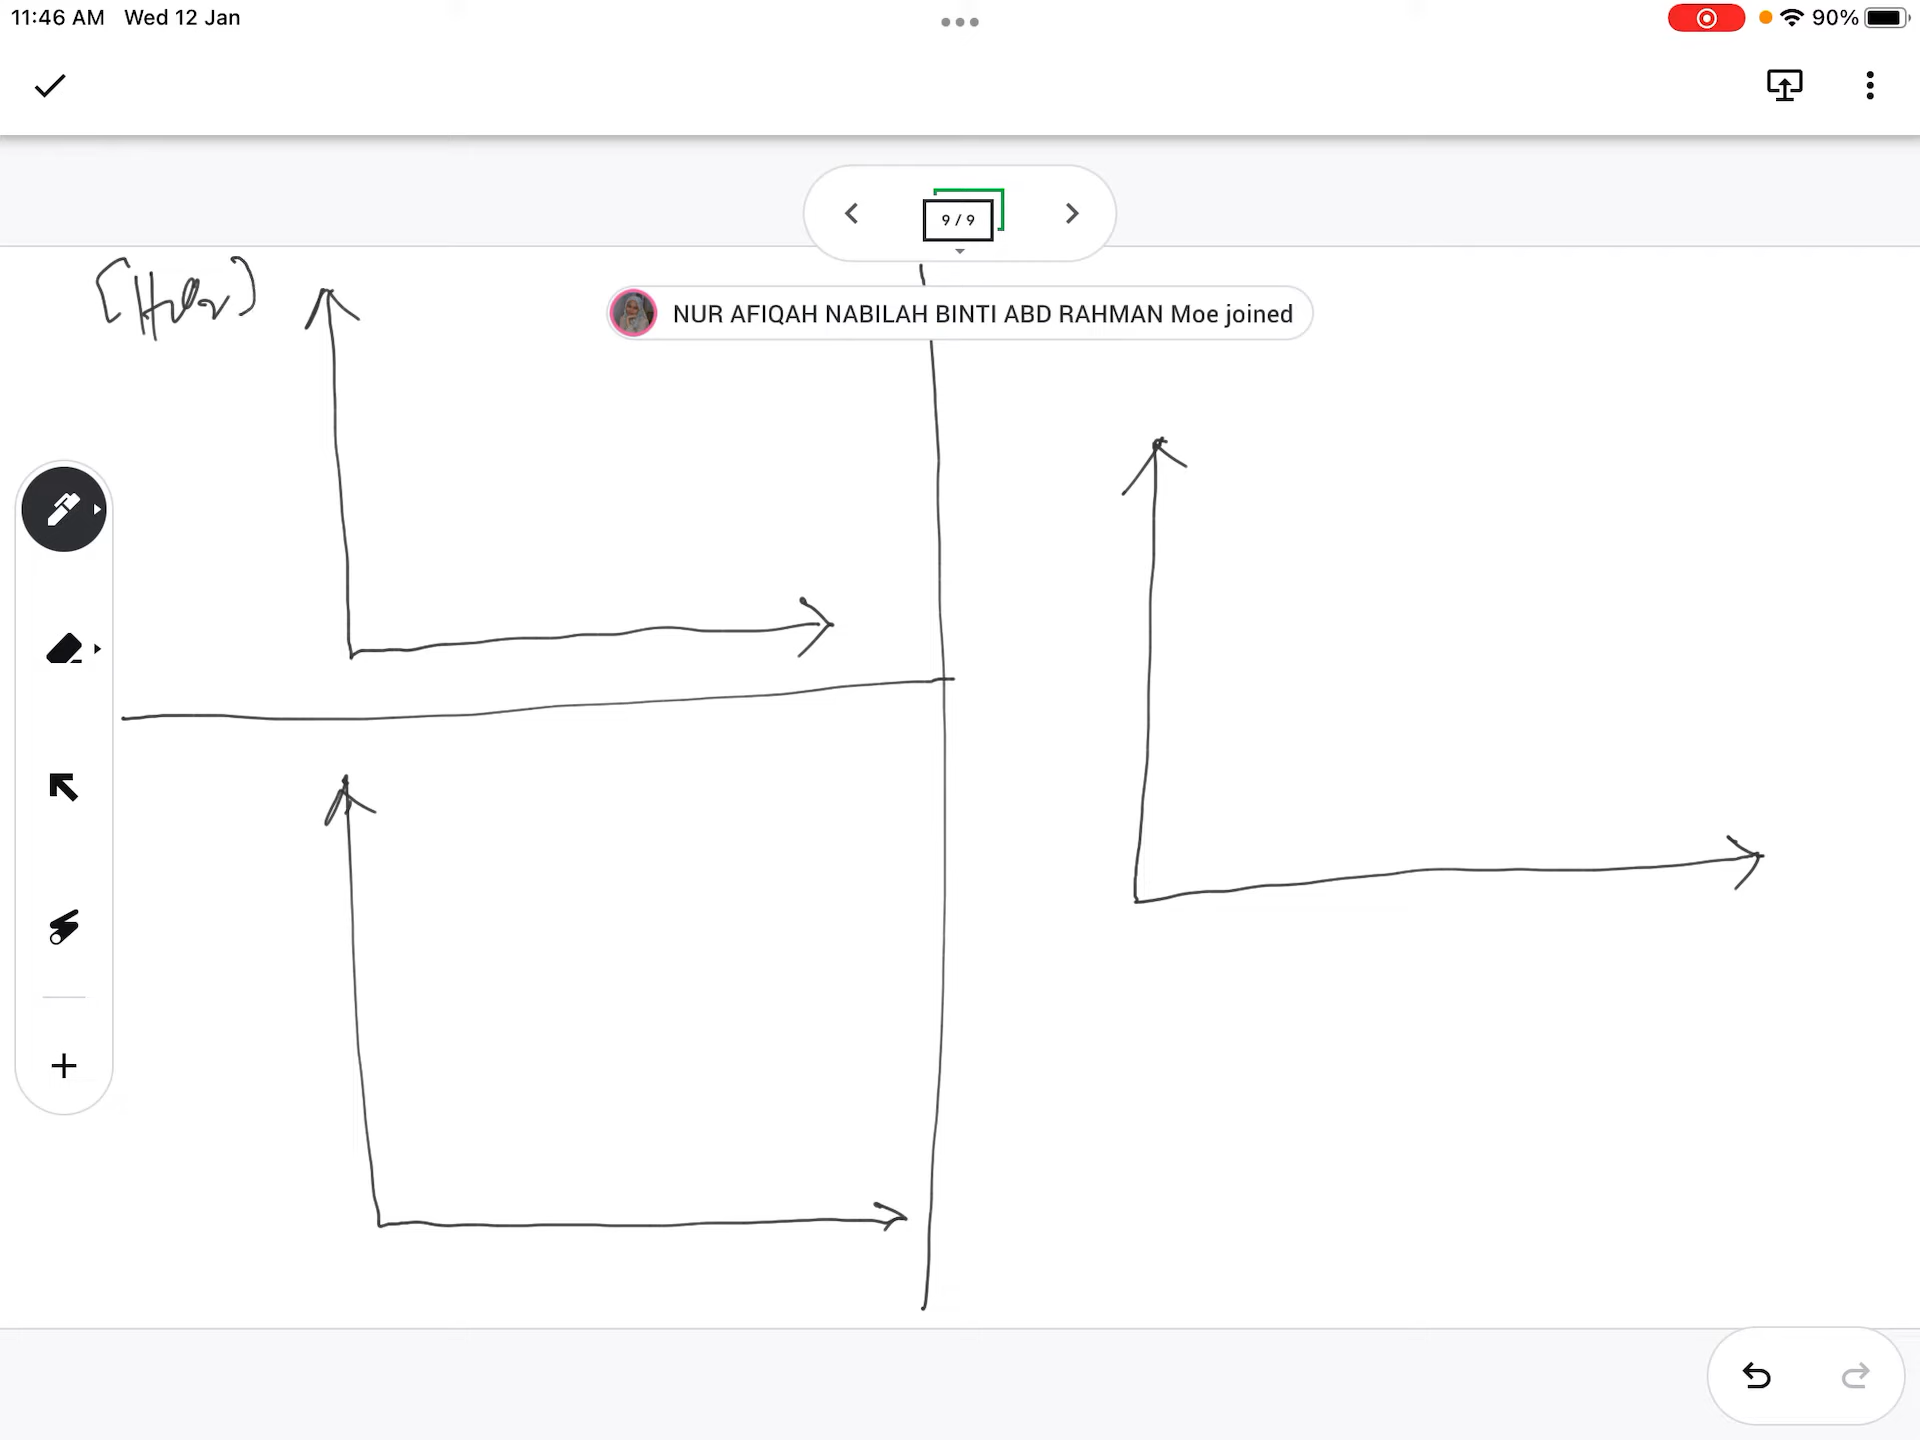 11:46 AM Wed 12 Jan
90%
9 / 9
NUR AFIQAH NABILAH BINTI ABD RAHMAN Moe joined